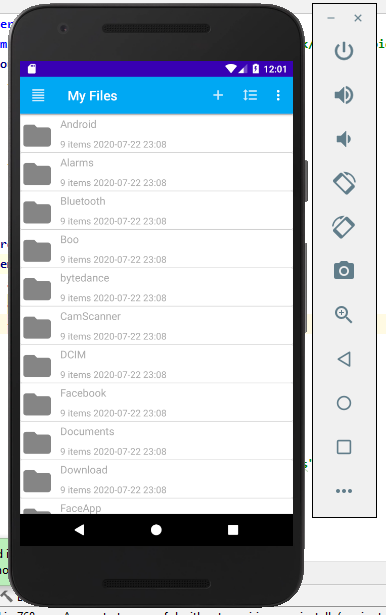 12:01
My Files
Android
9 items 2020-07-22 23:08
Alarms
9 items 2020-07-22 23:08
Bluetooth
9 items 2020-07-22 23:08
Boo
9 items 2020-07-22 23:08
bytedance
9 items 2020-07-22 23:08
CamScanner
9 items 2020-07-22 23:08
DCIM
9 items 2020-07-22 23:08
Facebook
9 items 2020-07-22 23:08
Documents
9 items 2020-07-22 23:08
Download
9 items 2020-07-22 23:08
FaceApp